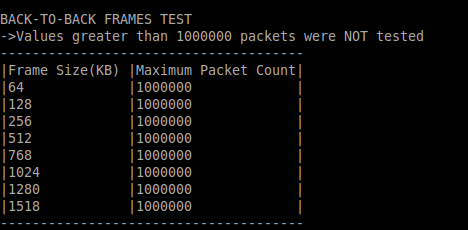 BACK-TO-BACK FRAMES TEST
->Values greater than 1000000 packets were NOT tested
-------------------------------------
|Frame Size(KB) |Maximum Packet Count|
|64 |1000000 |
|128 |1000000 |
|256 |1000000 |
|512 |1000000 |
|768 |1000000 |
|1024 |1000000 |
|1280 |1000000 |
|1518 |1000000 |
-------------------------------------